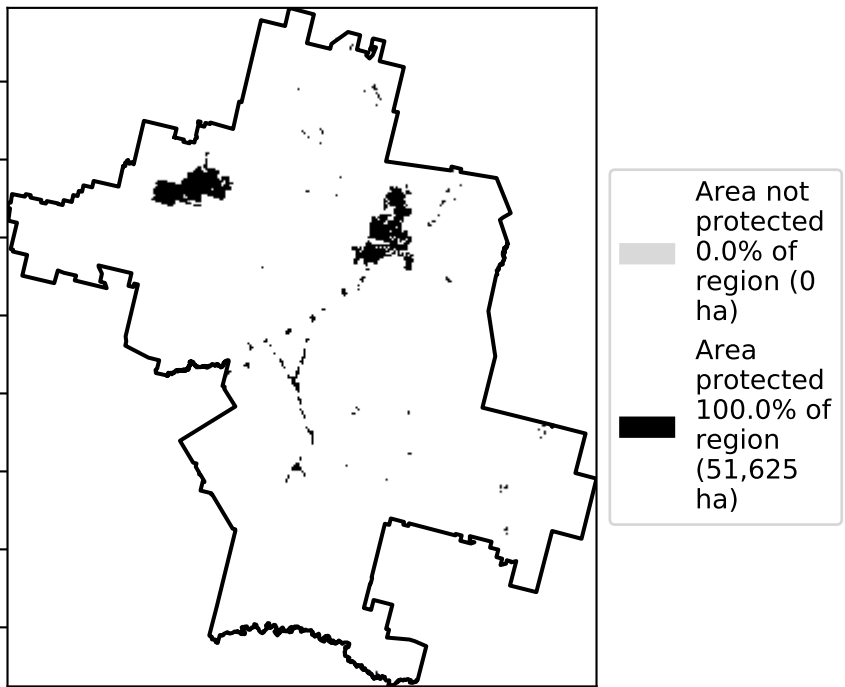 Area not
protected
0.0% of
region (0
ha)
Area
protected
100.0% of
region
(51,625
ha)